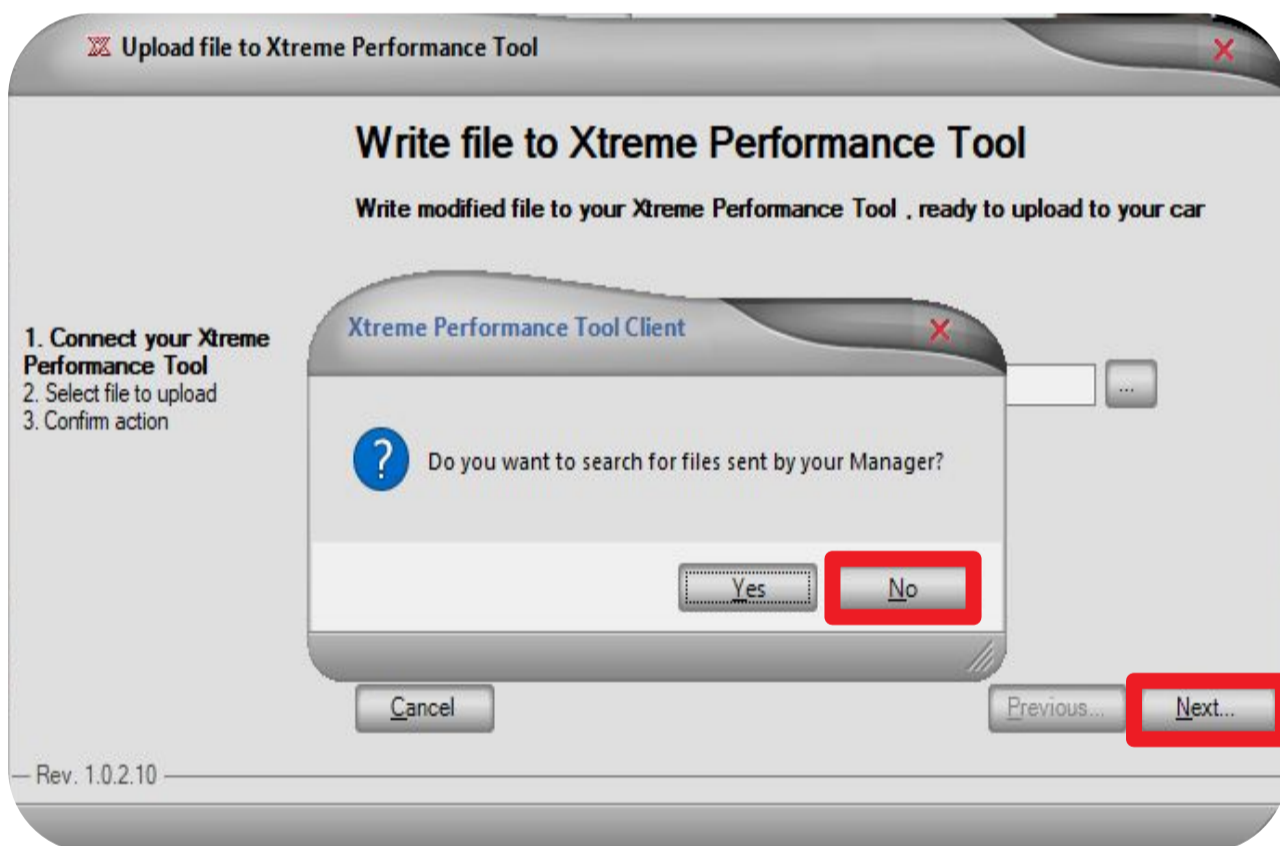 Upload file to Xtreme Performance Tool
Write file to Xtreme Performance Tool
Write modified file to your Xtreme Performance Tool , ready to upload to your car
1. Connect your Xtreme
Performance Tool
2. Select file to upload
3. Confirm action
Xtreme Performance Tool Client
...
Do you want to search for files sent by your Manager?
Yes No
Cancel Previous... Next...
Rev. 1.0.2.10